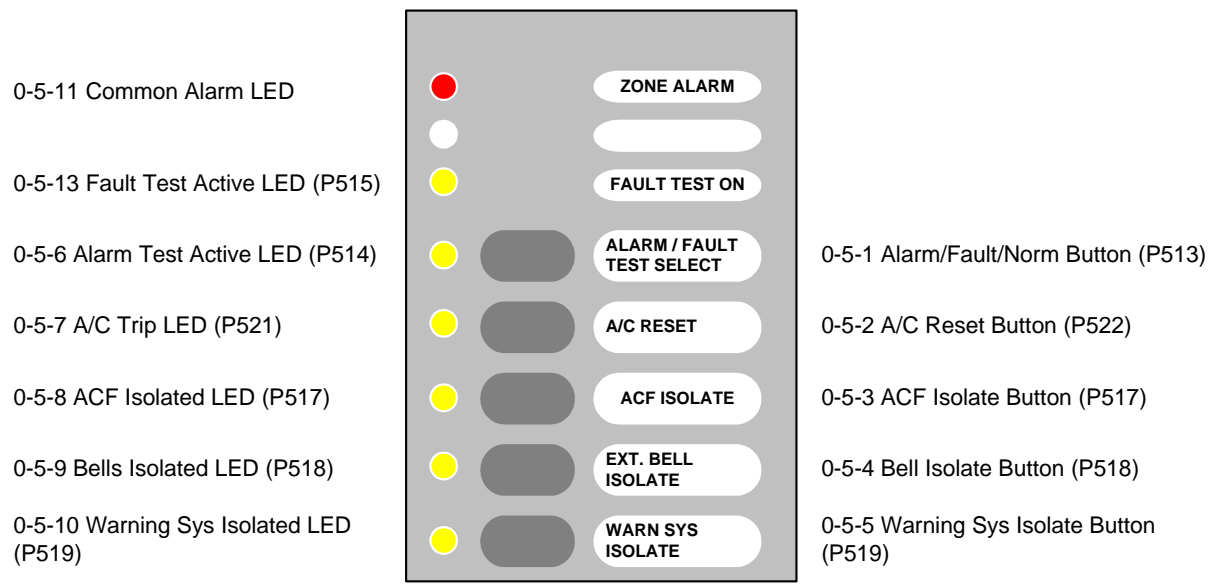 0-5-11 Common Alarm LED
ZONE ALARM
0-5-13 Fault Test Active LED (P515)
FAULT TEST ON
0-5-6 Alarm Test Active LED (P514)
ALARM / FAULT
TEST SELECT
0-5-1 Alarm/Fault/Norm Button (P513)
0-5-7 A/C Trip LED (P521)
A/C RESET
0-5-2 A/C Reset Button (P522)
0-5-8 ACF Isolated LED (P517)
ACF ISOLATE
0-5-3 ACF Isolate Button (P517)
0-5-9 Bells Isolated LED (P518)
EXT. BELL
ISOLATE
0-5-4 Bell Isolate Button (P518)
0-5-10 Warning Sys Isolated LED
(P519)
WARN SYS
ISOLATE
0-5-5 Warning Sys Isolate Button
(P519)